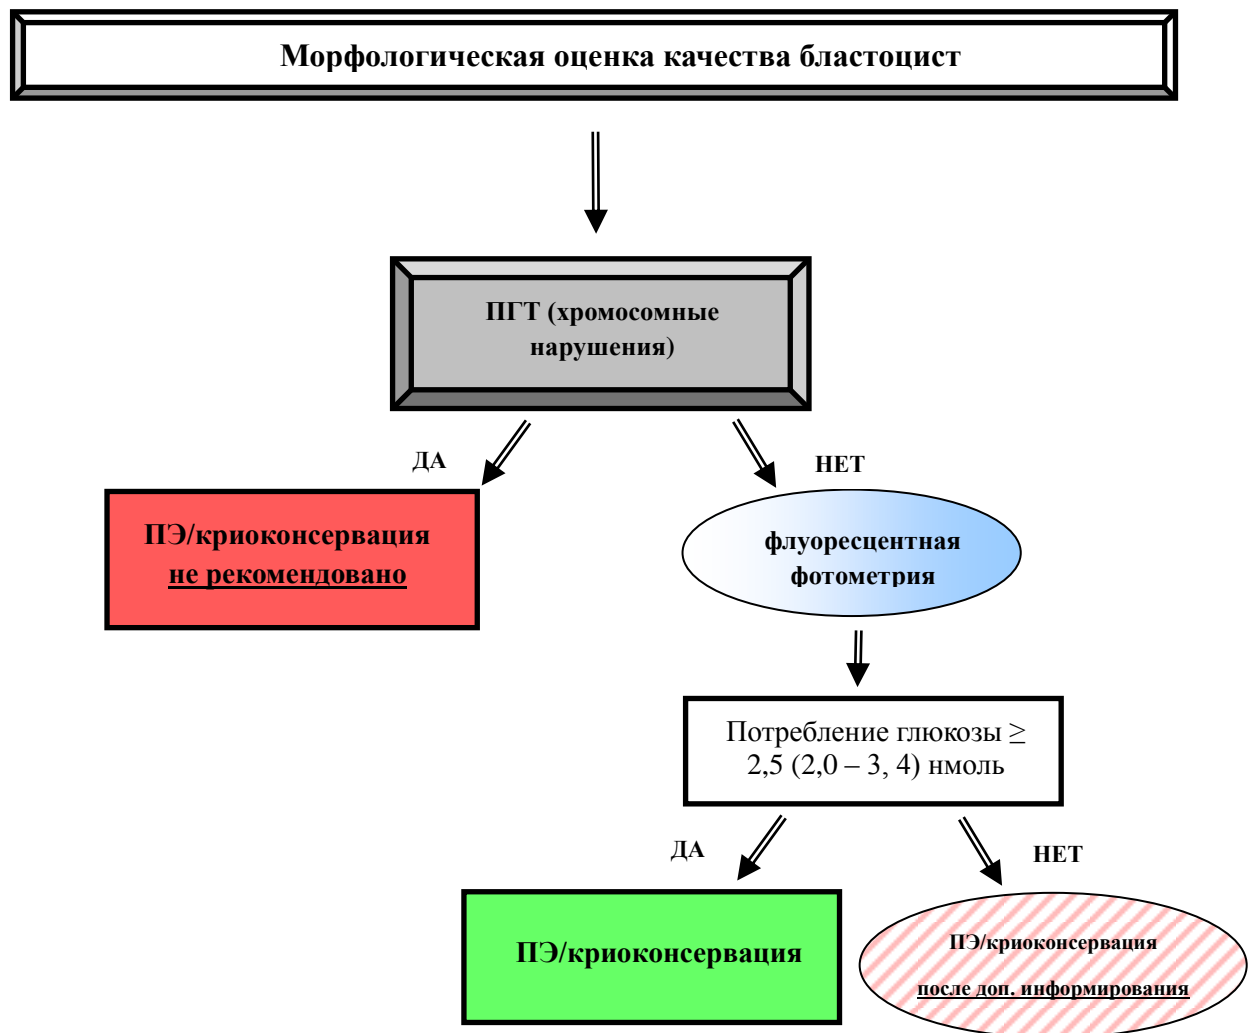 Морфологическая оценка качества бластоцист
ПГТ (хромосомные
нарушения)
ДА
НЕТ
ПЭ/криоконсервация
не рекомендовано
флуоресцентная
фотометрия
Потребление глюкозы ≥
2,5 (2,0 – 3, 4) нмоль
ДА
НЕТ
ПЭ/криоконсервация
ПЭ/криоконсервация
после доп. информирования